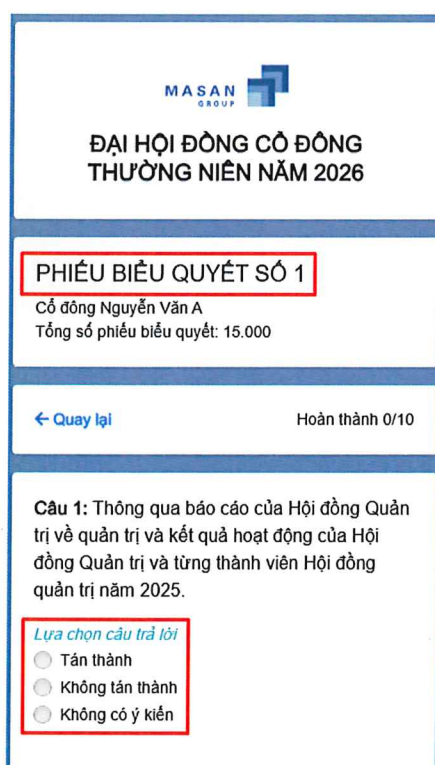 MASAN
GROUP
ĐẠI HỘI ĐỒNG CỔ ĐÔNG
THƯỜNG NIÊN NĂM 2026
PHIẾU BIỂU QUYẾT SỐ 1
Cổ đông Nguyễn Văn A
Tổng số phiếu biểu quyết: 15.000
← Quay lại
Hoàn thành 0/10
Câu 1: Thông qua báo cáo của Hội đồng Quản
trị về quản trị và kết quả hoạt động của Hội
đồng Quản trị và từng thành viên Hội đồng
quản trị năm 2025.
Lựa chọn câu trả lời
Tán thành
Không tán thành
Không có ý kiến